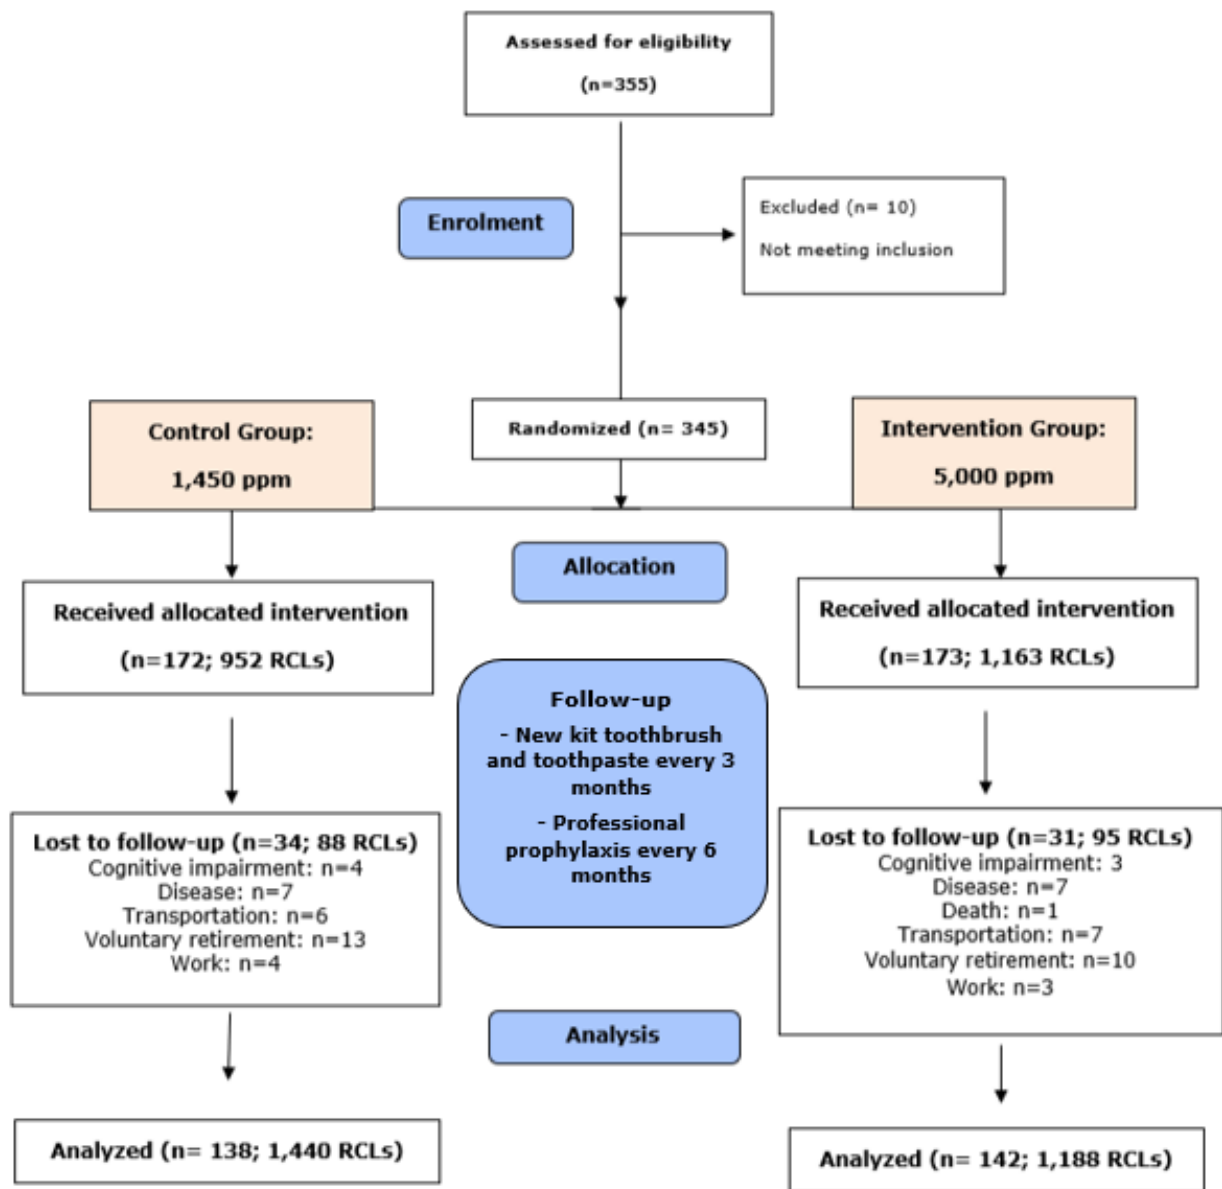 Assessed for eligibility
(n=355)
Enrolment
Excluded (n= 10)
Not meeting inclusion
Randomized (n= 345)
Control Group:
1,450 ppm
Intervention Group:
5,000 ppm
Allocation
Received allocated intervention
(n=172; 952 RCLs)
Received allocated intervention
(n=173; 1,163 RCLs)
Follow-up
- New kit toothbrush
and toothpaste every 3
months
- Professional
prophylaxis every 6
months
Lost to follow-up (n=34; 88 RCLs)
Cognitive impairment: n=4
Disease: n=7
Transportation: n=6
Voluntary retirement: n=13
Work: n=4
Lost to follow-up (n=31; 95 RCLs)
Cognitive impairment: 3
Disease: n=7
Death: n=1
Transportation: n=7
Voluntary retirement: n=10
Work: n=3
Analysis
Analyzed (n= 138; 1,440 RCLs)
Analyzed (n= 142; 1,188 RCLs)